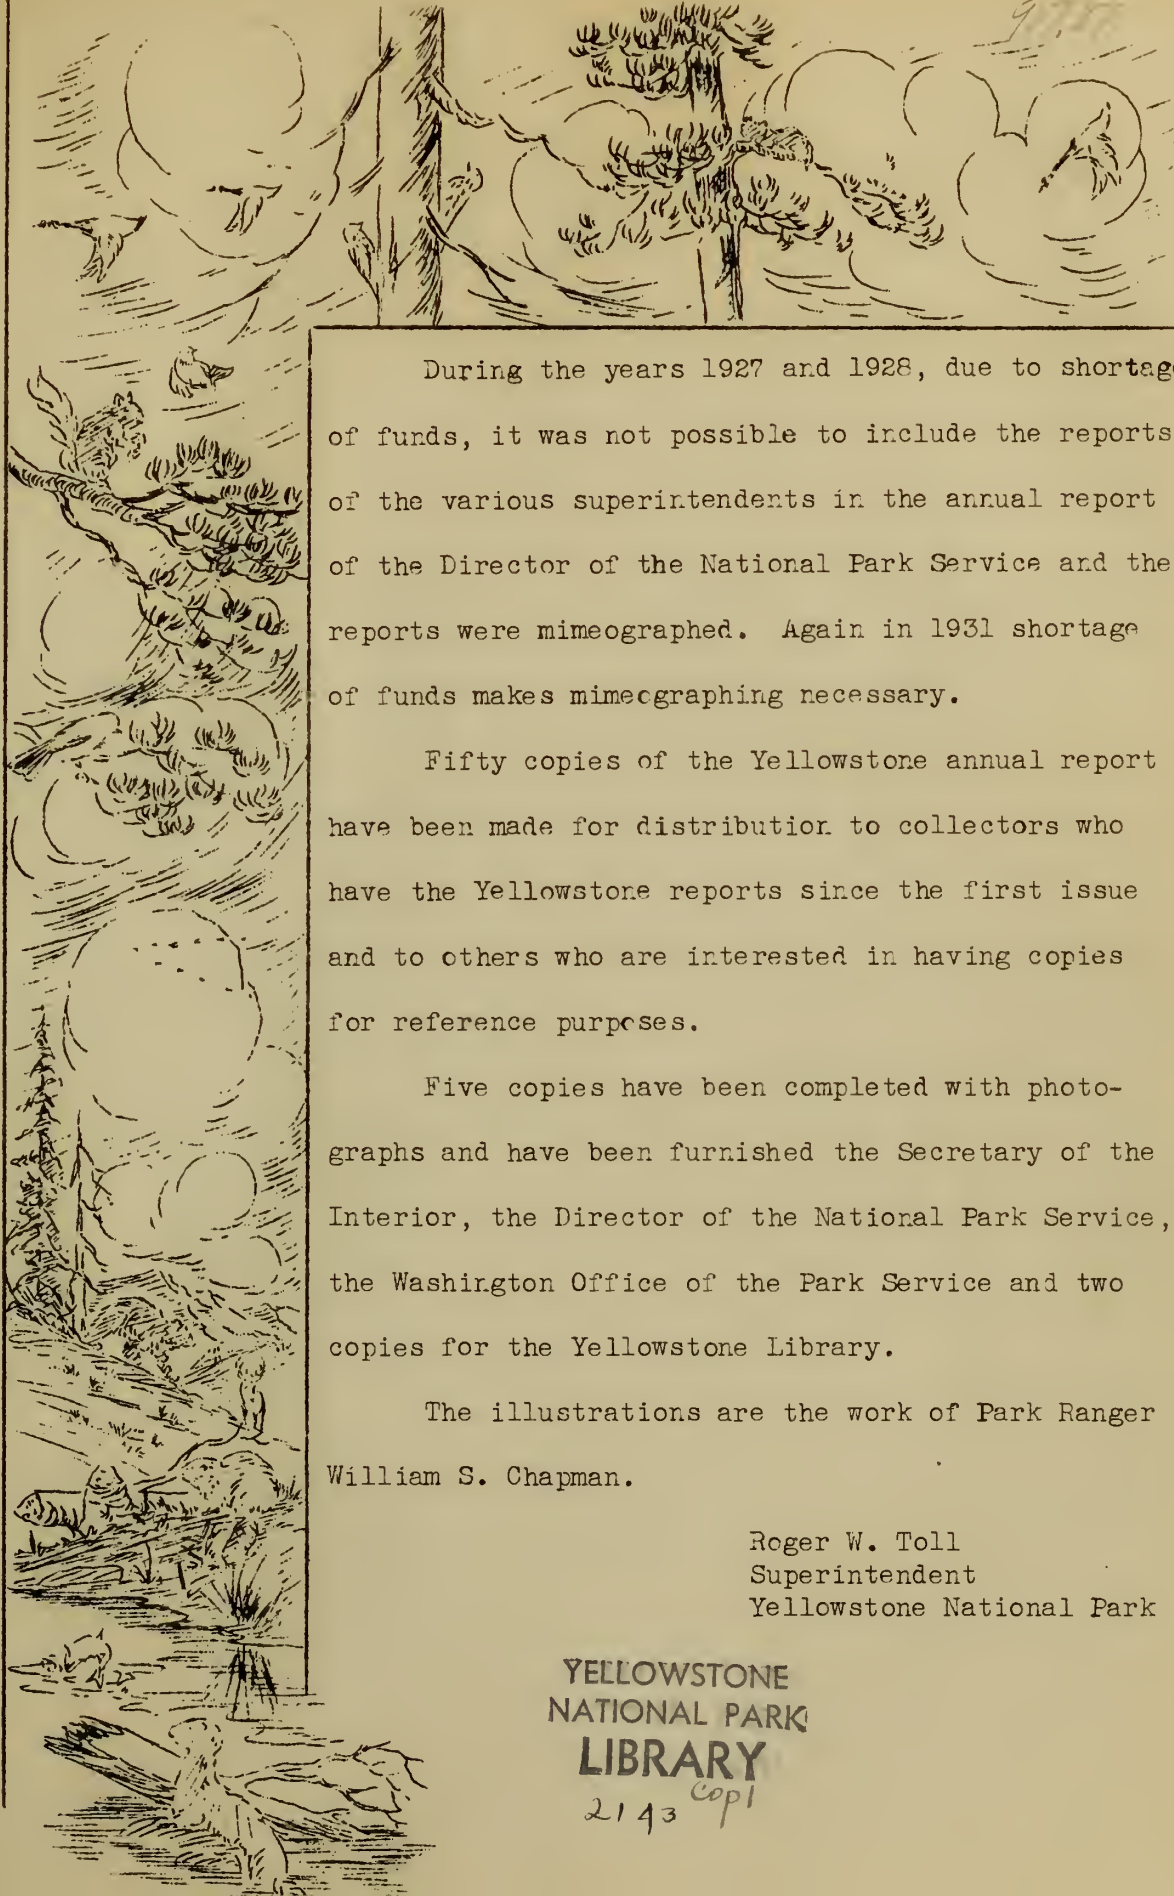 During the years 1927 and 1928, due to shortage
of funds, it was not possible to include the reports
of the various superintendents in the annual report
of the Director of the National Park Service and the
reports were mimeographed. Again in 1931 shortage
of funds makes mimeographing necessary.
Fifty copies of the Yellowstone annual report
have been made for distribution to collectors who
have the Yellowstone reports since the first issue
and to others who are interested in having copies
for reference purposes.
Five copies have been completed with photo-
graphs and have been furnished the Secretary of the
Interior, the Director of the National Park Service,
the Washington Office of the Park Service and two
copies for the Yellowstone Library.
The illustrations are the work of Park Ranger
William S. Chapman.
Roger W. Toll
Superintendent
Yellowstone National Park
YELLOWSTONE
NATIONAL PARK
LIBRARY
2143 Cop 1